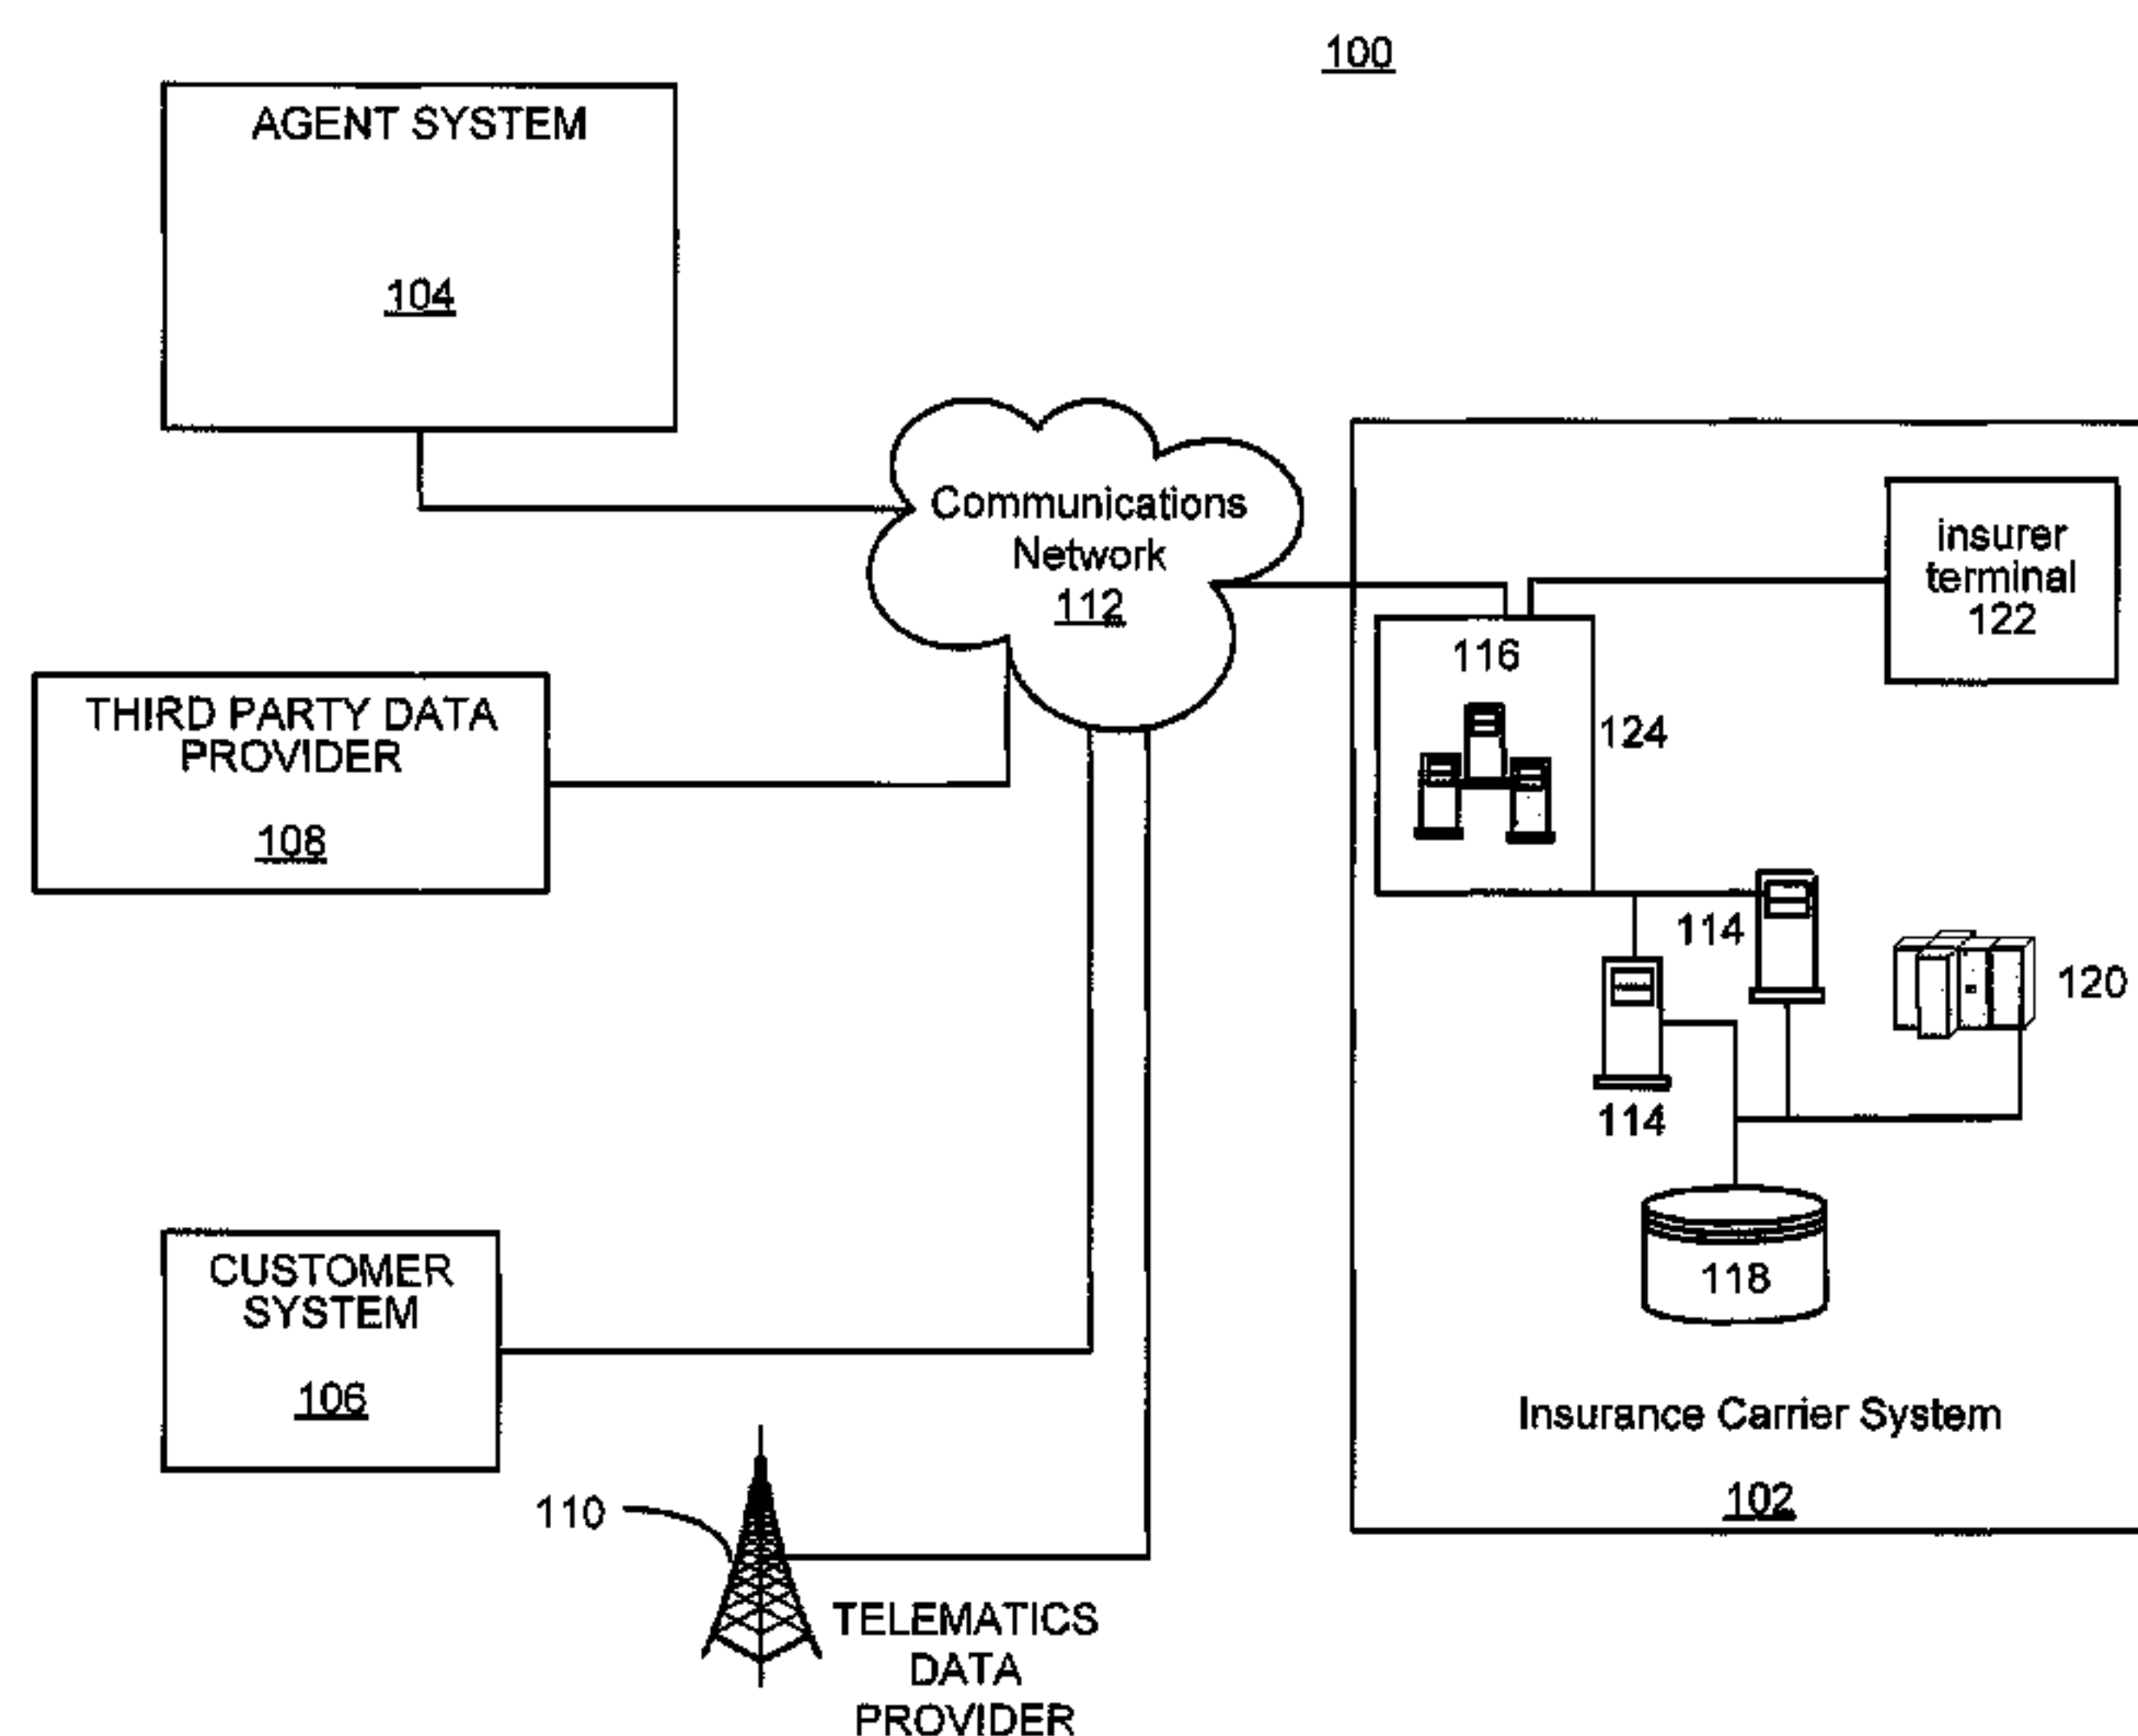 100
AGENT SYSTEM
104
Communications
Network
112
insurer
terminal
122
116
124
THIRD PARTY DATA
PROVIDER
108
114
120
114
118
CUSTOMER
SYSTEM
106
Insurance Carrier System
102
110
TELEMATICS
DATA
PROVIDER